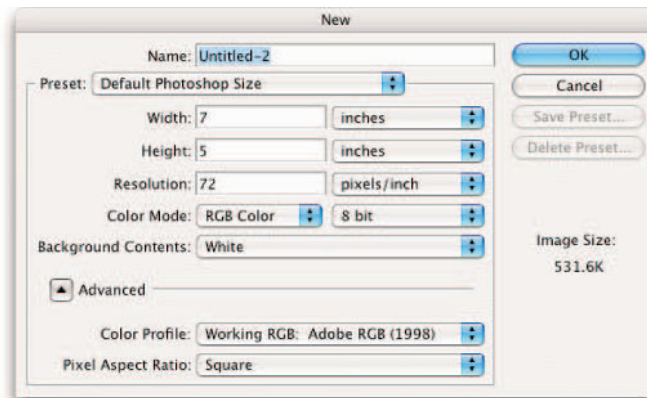 New
Name: Untitled-2
OK
Preset: Default Photoshop Size
Cancel
Width: 7 inches
Save Preset...
Height: 5 inches
Delete Preset...
Resolution: 72 pixels/inch
Color Mode: RGB Color 8 bit
Background Contents: White
Image Size:
531.6K
Advanced
Color Profile: Working RGB: Adobe RGB (1998)
Pixel Aspect Ratio: Square